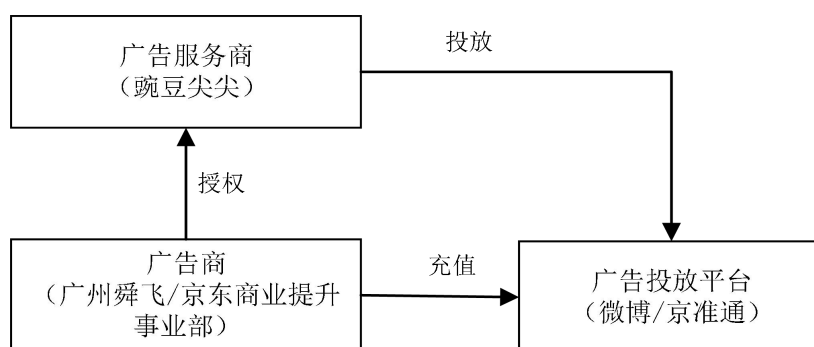 广告服务商
（豌豆尖尖）
投放
授权
广告商
（广州舜飞/京东商业提升
事业部）
充值
广告投放平台
（微博/京准通）